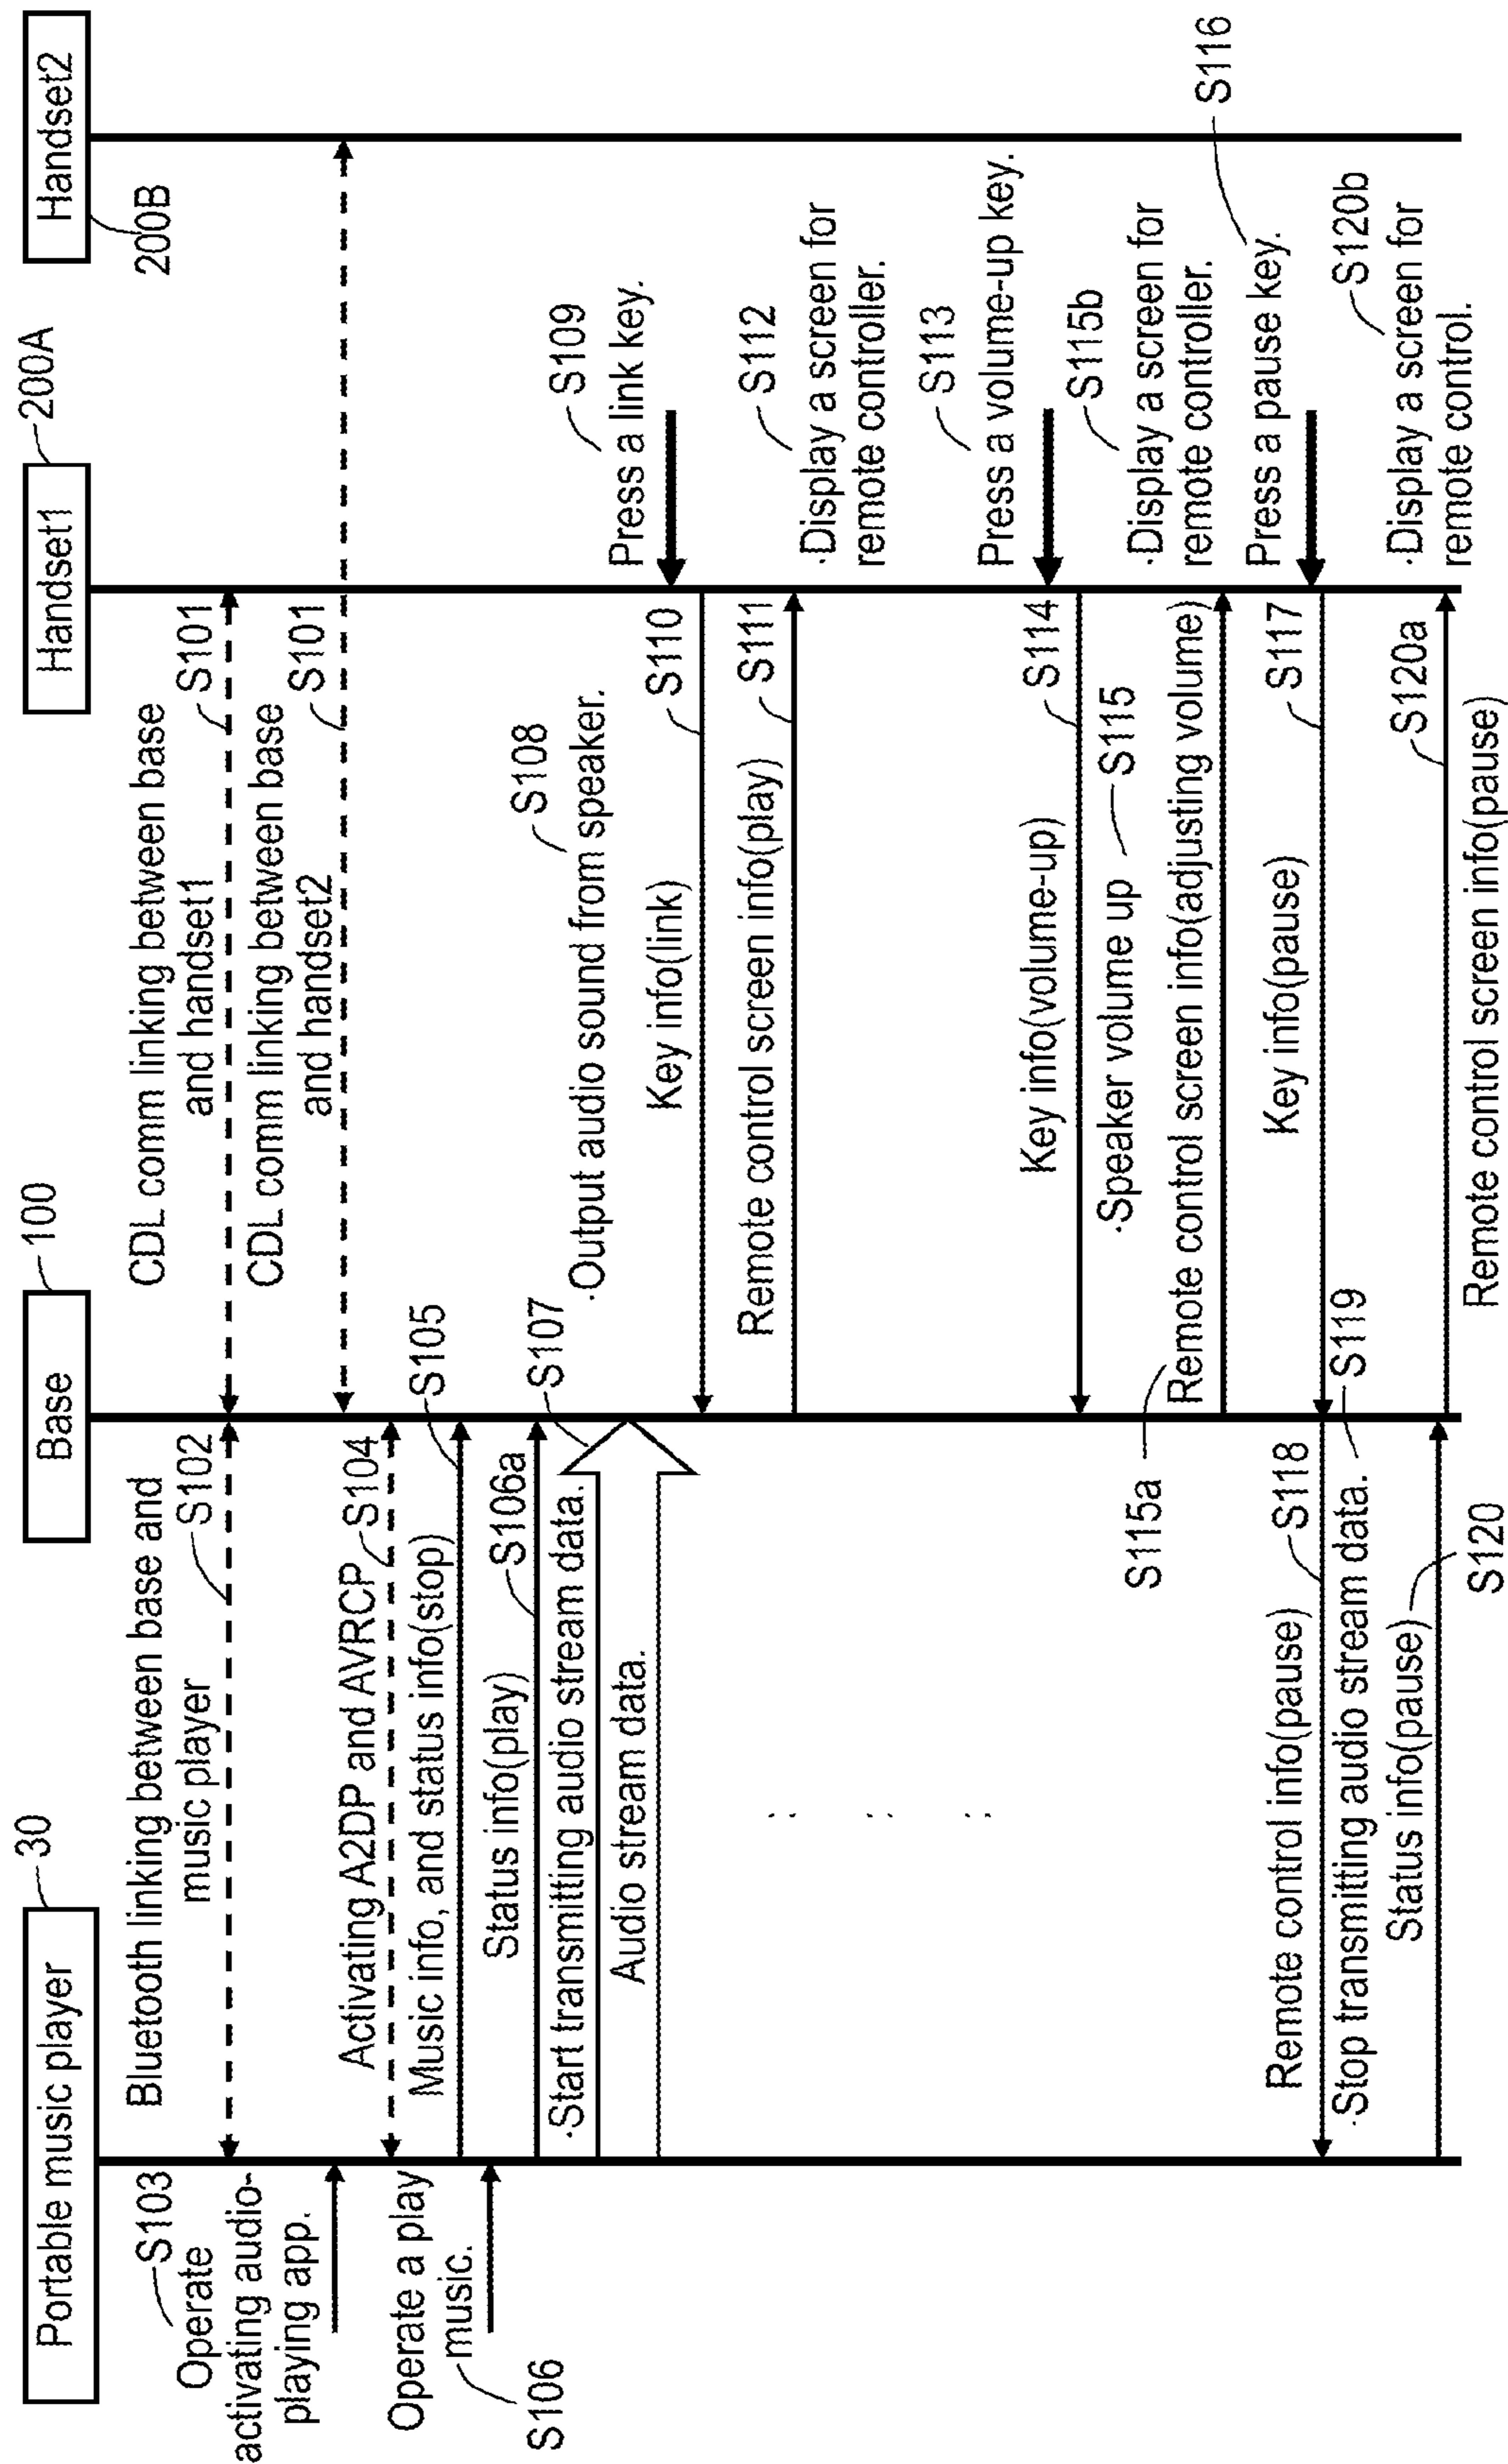 Portable music player
30
Base
100
Handset1
200A
Handset2
200B
S103
Operate
activating audio-
playing app.
Bluetooth linking between base and
music player
S102
CDL comm linking between base
and handset1
S101
CDL comm linking between base
and handset2
S101
Activating A2DP and AVRCP
S104
Music info, and status info(stop)
S105
Operate a play
music.
S106
Status info(play)
S106a
·Start transmitting audio stream data.
S107
Audio stream data.
S108
·Output audio sound from speaker.
S109
Press a link key.
Key info(link)
S110
Remote control screen info(play)
S111
S112
·Display a screen for
remote controller.
S113
Press a volume-up key.
Key info(volume-up)
S114
·Speaker volume up
S115
S115a
Remote control screen info(adjusting volume)
S115b
·Display a screen for
remote controller.
S116
Press a pause key.
Key info(pause)
S117
Remote control info(pause)
S118
·Stop transmitting audio stream data.
S119
Status info(pause)
S120
S120a
Remote control screen info(pause)
S120b
·Display a screen for
remote control.